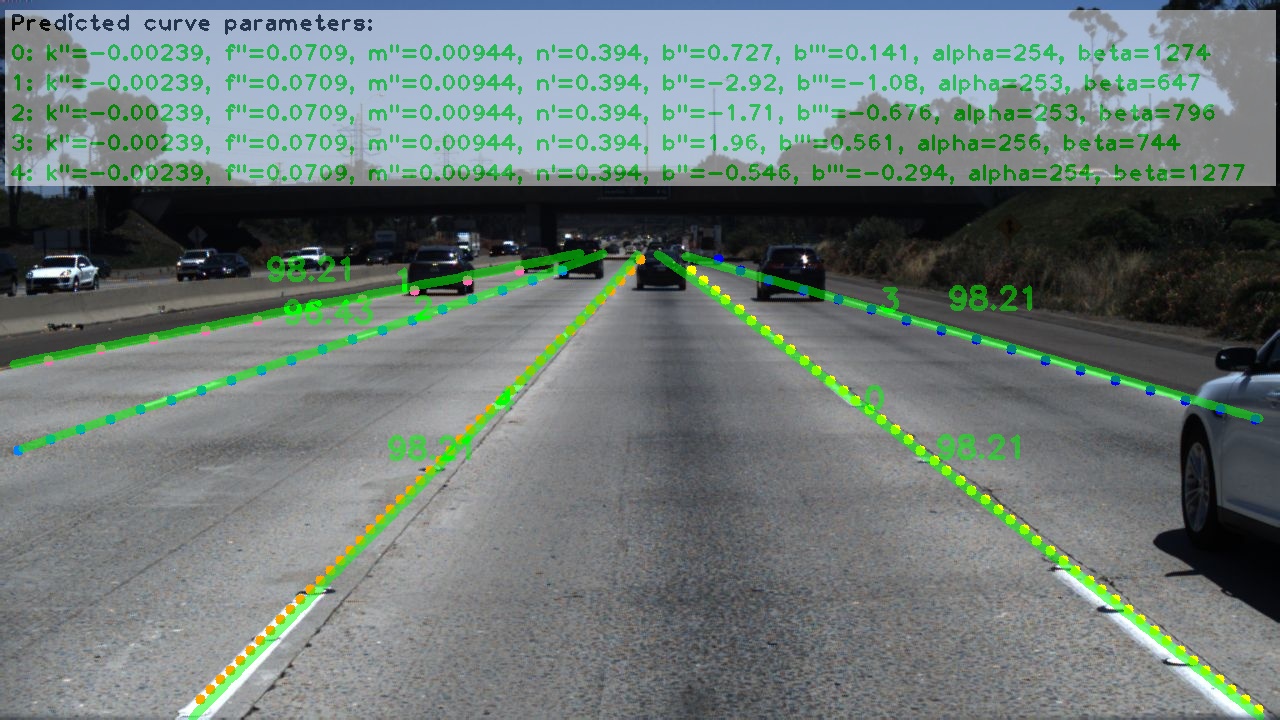 Predicted curve parameters:
0: k''=-0.00239, f''=0.0709, m''=0.00944, n'=0.394, b''=0.727, b'''=0.141, alpha=254, beta=1274
1: k''=-0.00239, f''=0.0709, m''=0.00944, n'=0.394, b''=-2.92, b'''=-1.08, alpha=253, beta=647
2: k''=-0.00239, f''=0.0709, m''=0.00944, n'=0.394, b''=-1.71, b'''=-0.676, alpha=253, beta=796
3: k''=-0.00239, f''=0.0709, m''=0.00944, n'=0.394, b''=1.96, b'''=0.561, alpha=256, beta=744
4: k''=-0.00239, f''=0.0709, m''=0.00944, n'=0.394, b''=-0.546, b'''=-0.294, alpha=254, beta=1277
98.21 1
96.43 2
3 98.21
0
98.21
98.21